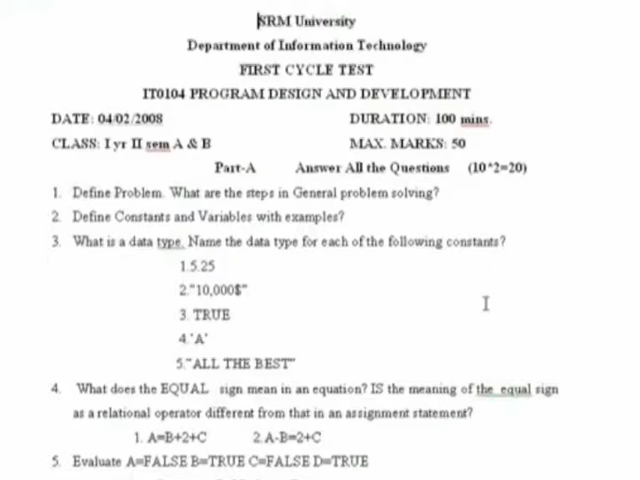 SRM University
Department of Information Technology
FIRST CYCLE TEST
IT0104 PROGRAM DESIGN AND DEVELOPMENT
DATE: 04/02/2008 DURATION: 100 mins.
CLASS: I yr II sem A & B MAX. MARKS: 50
Part-A Answer All the Questions (10*2=20)
1. Define Problem. What are the steps in General problem solving?
2. Define Constants and Variables with examples?
3. What is a data type. Name the data type for each of the following constants?
1.5.25
2."10,000$"
3. TRUE
4.'A'
5."ALL THE BEST"
4. What does the EQUAL sign mean in an equation? IS the meaning of the equal sign
as a relational operator different from that in an assignment statement?
1. A=B+2+C 2.A-B=2+C
5. Evaluate A=FALSE B=TRUE C=FALSE D=TRUE